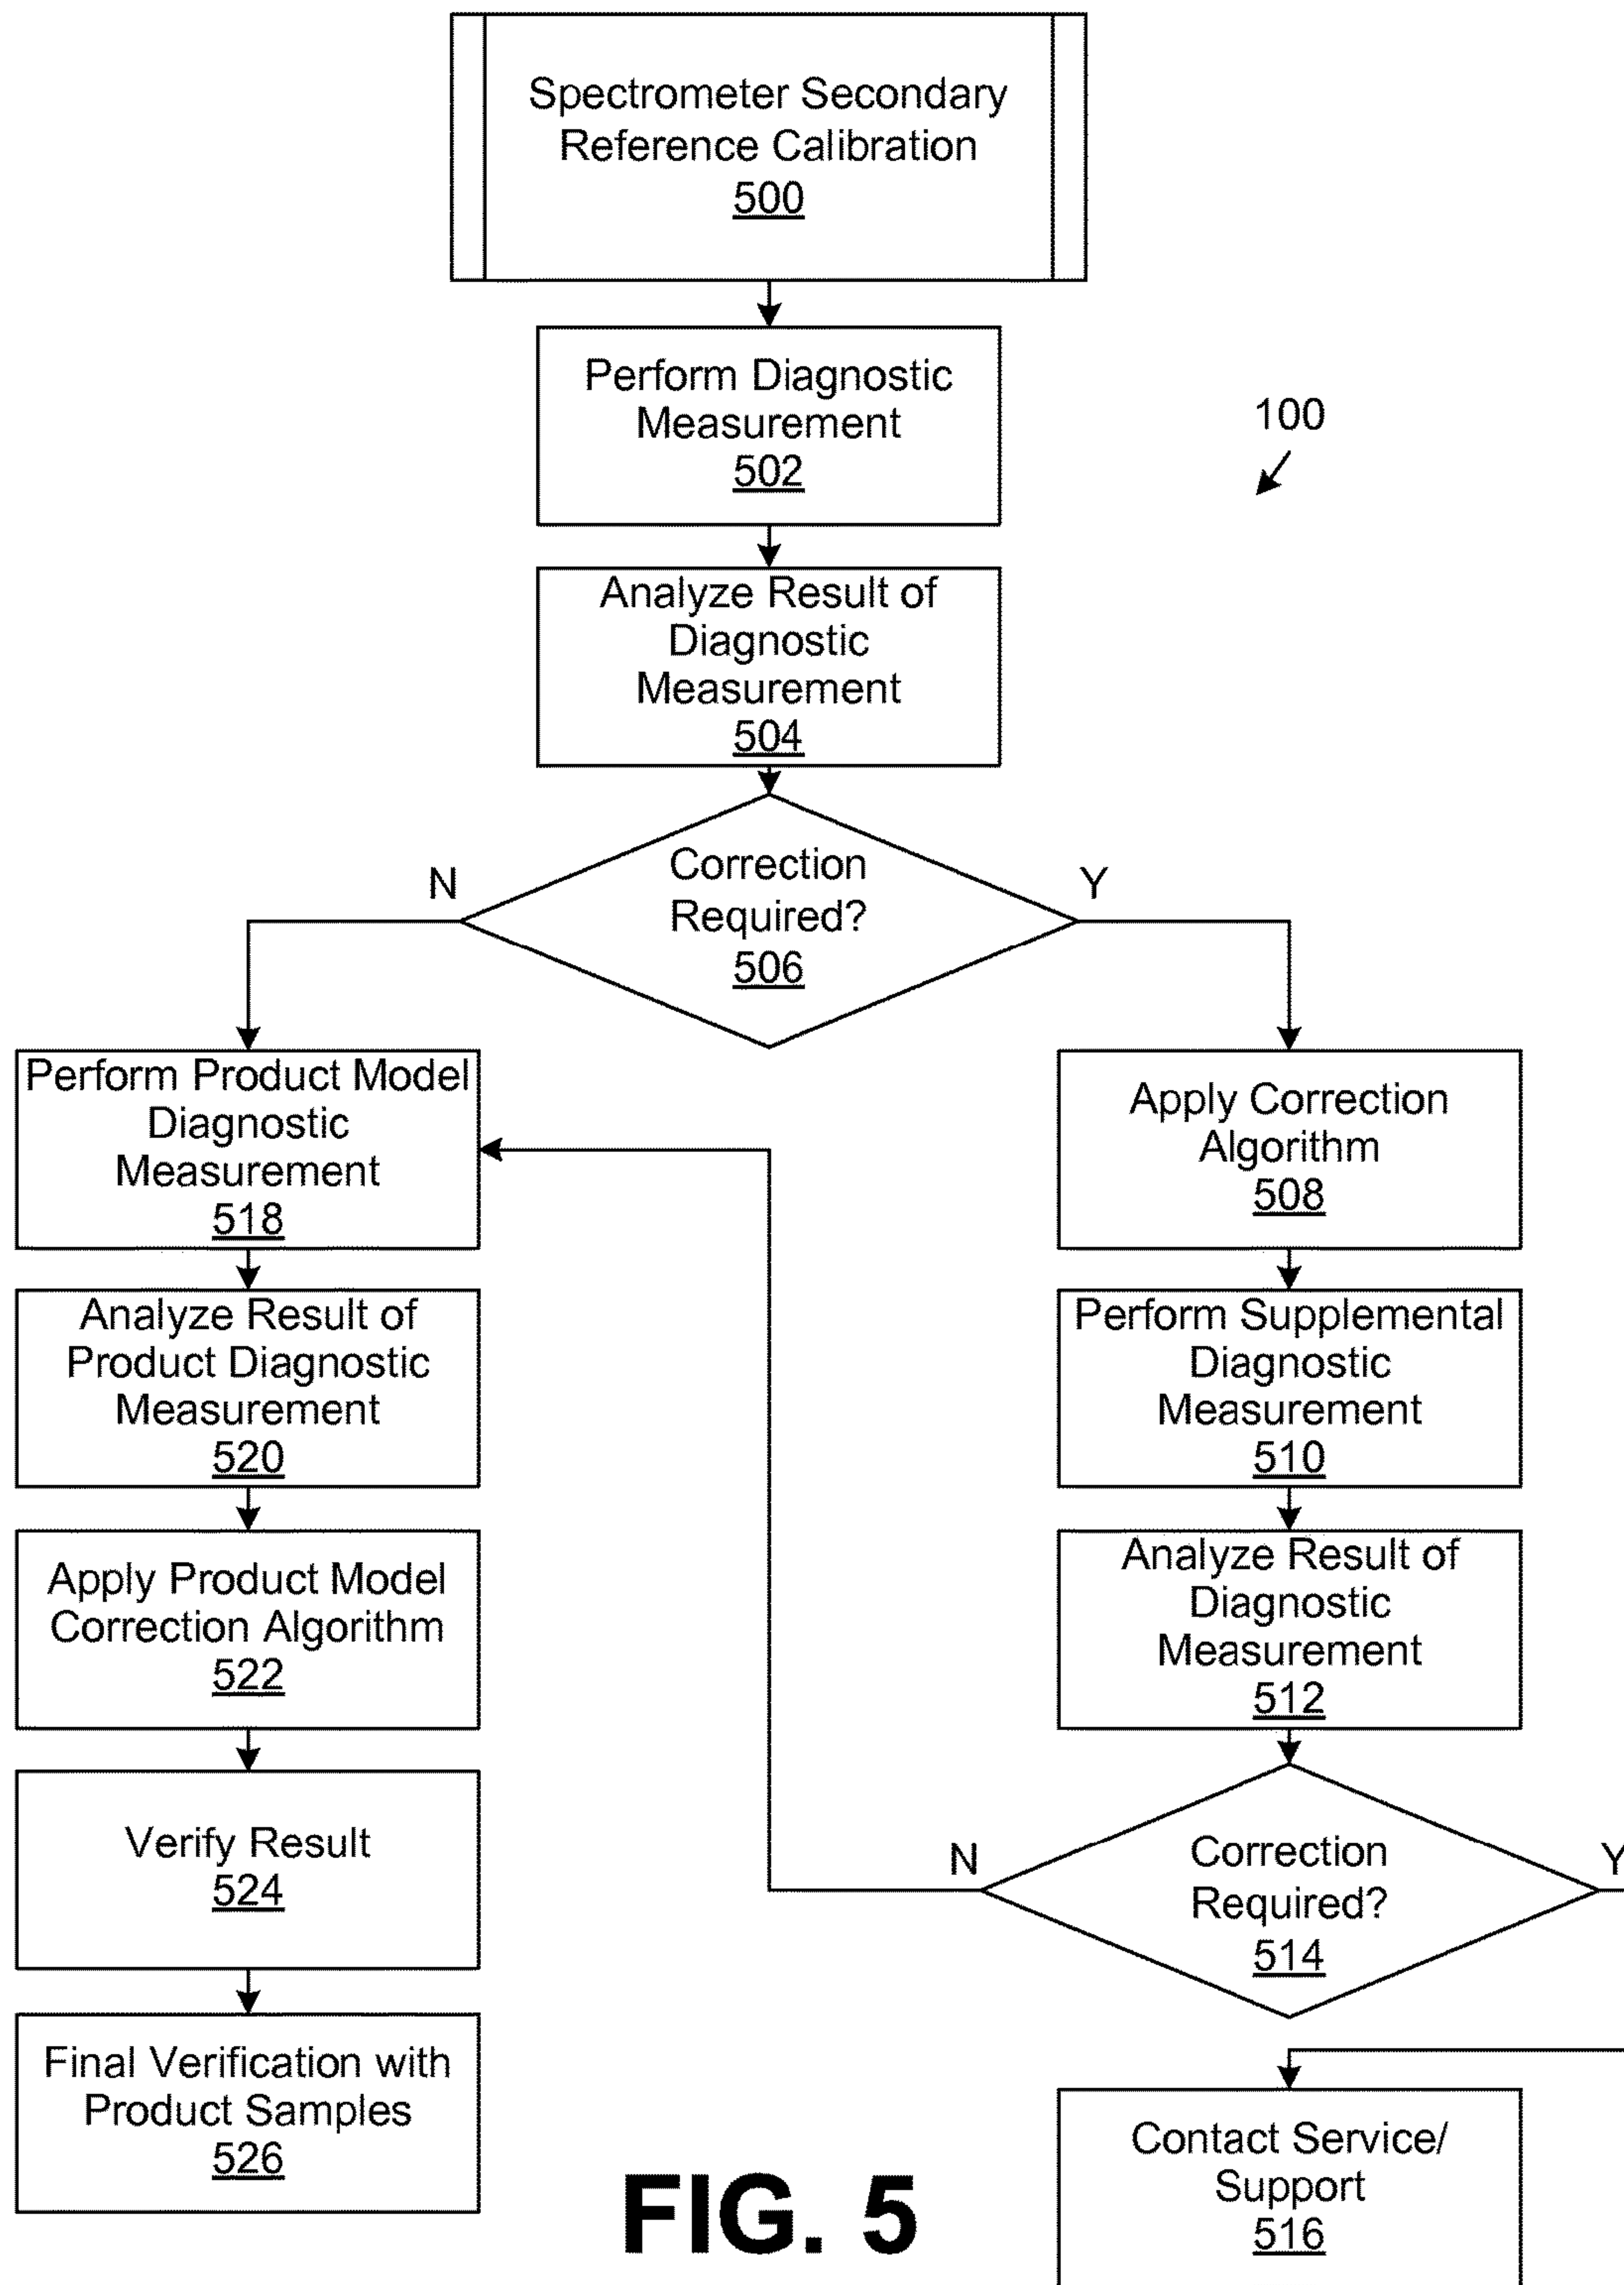 Spectrometer Secondary
Reference Calibration
500
Perform Diagnostic
Measurement
502
100
Analyze Result of
Diagnostic
Measurement
504
N
Correction
Required?
506
Y
Perform Product Model
Diagnostic
Measurement
518
Apply Correction
Algorithm
508
Analyze Result of
Product Diagnostic
Measurement
520
Perform Supplemental
Diagnostic
Measurement
510
Apply Product Model
Correction Algorithm
522
Analyze Result of
Diagnostic
Measurement
512
Verify Result
524
N
Correction
Required?
514
Y
Final Verification with
Product Samples
526
Contact Service/
Support
516
FIG. 5